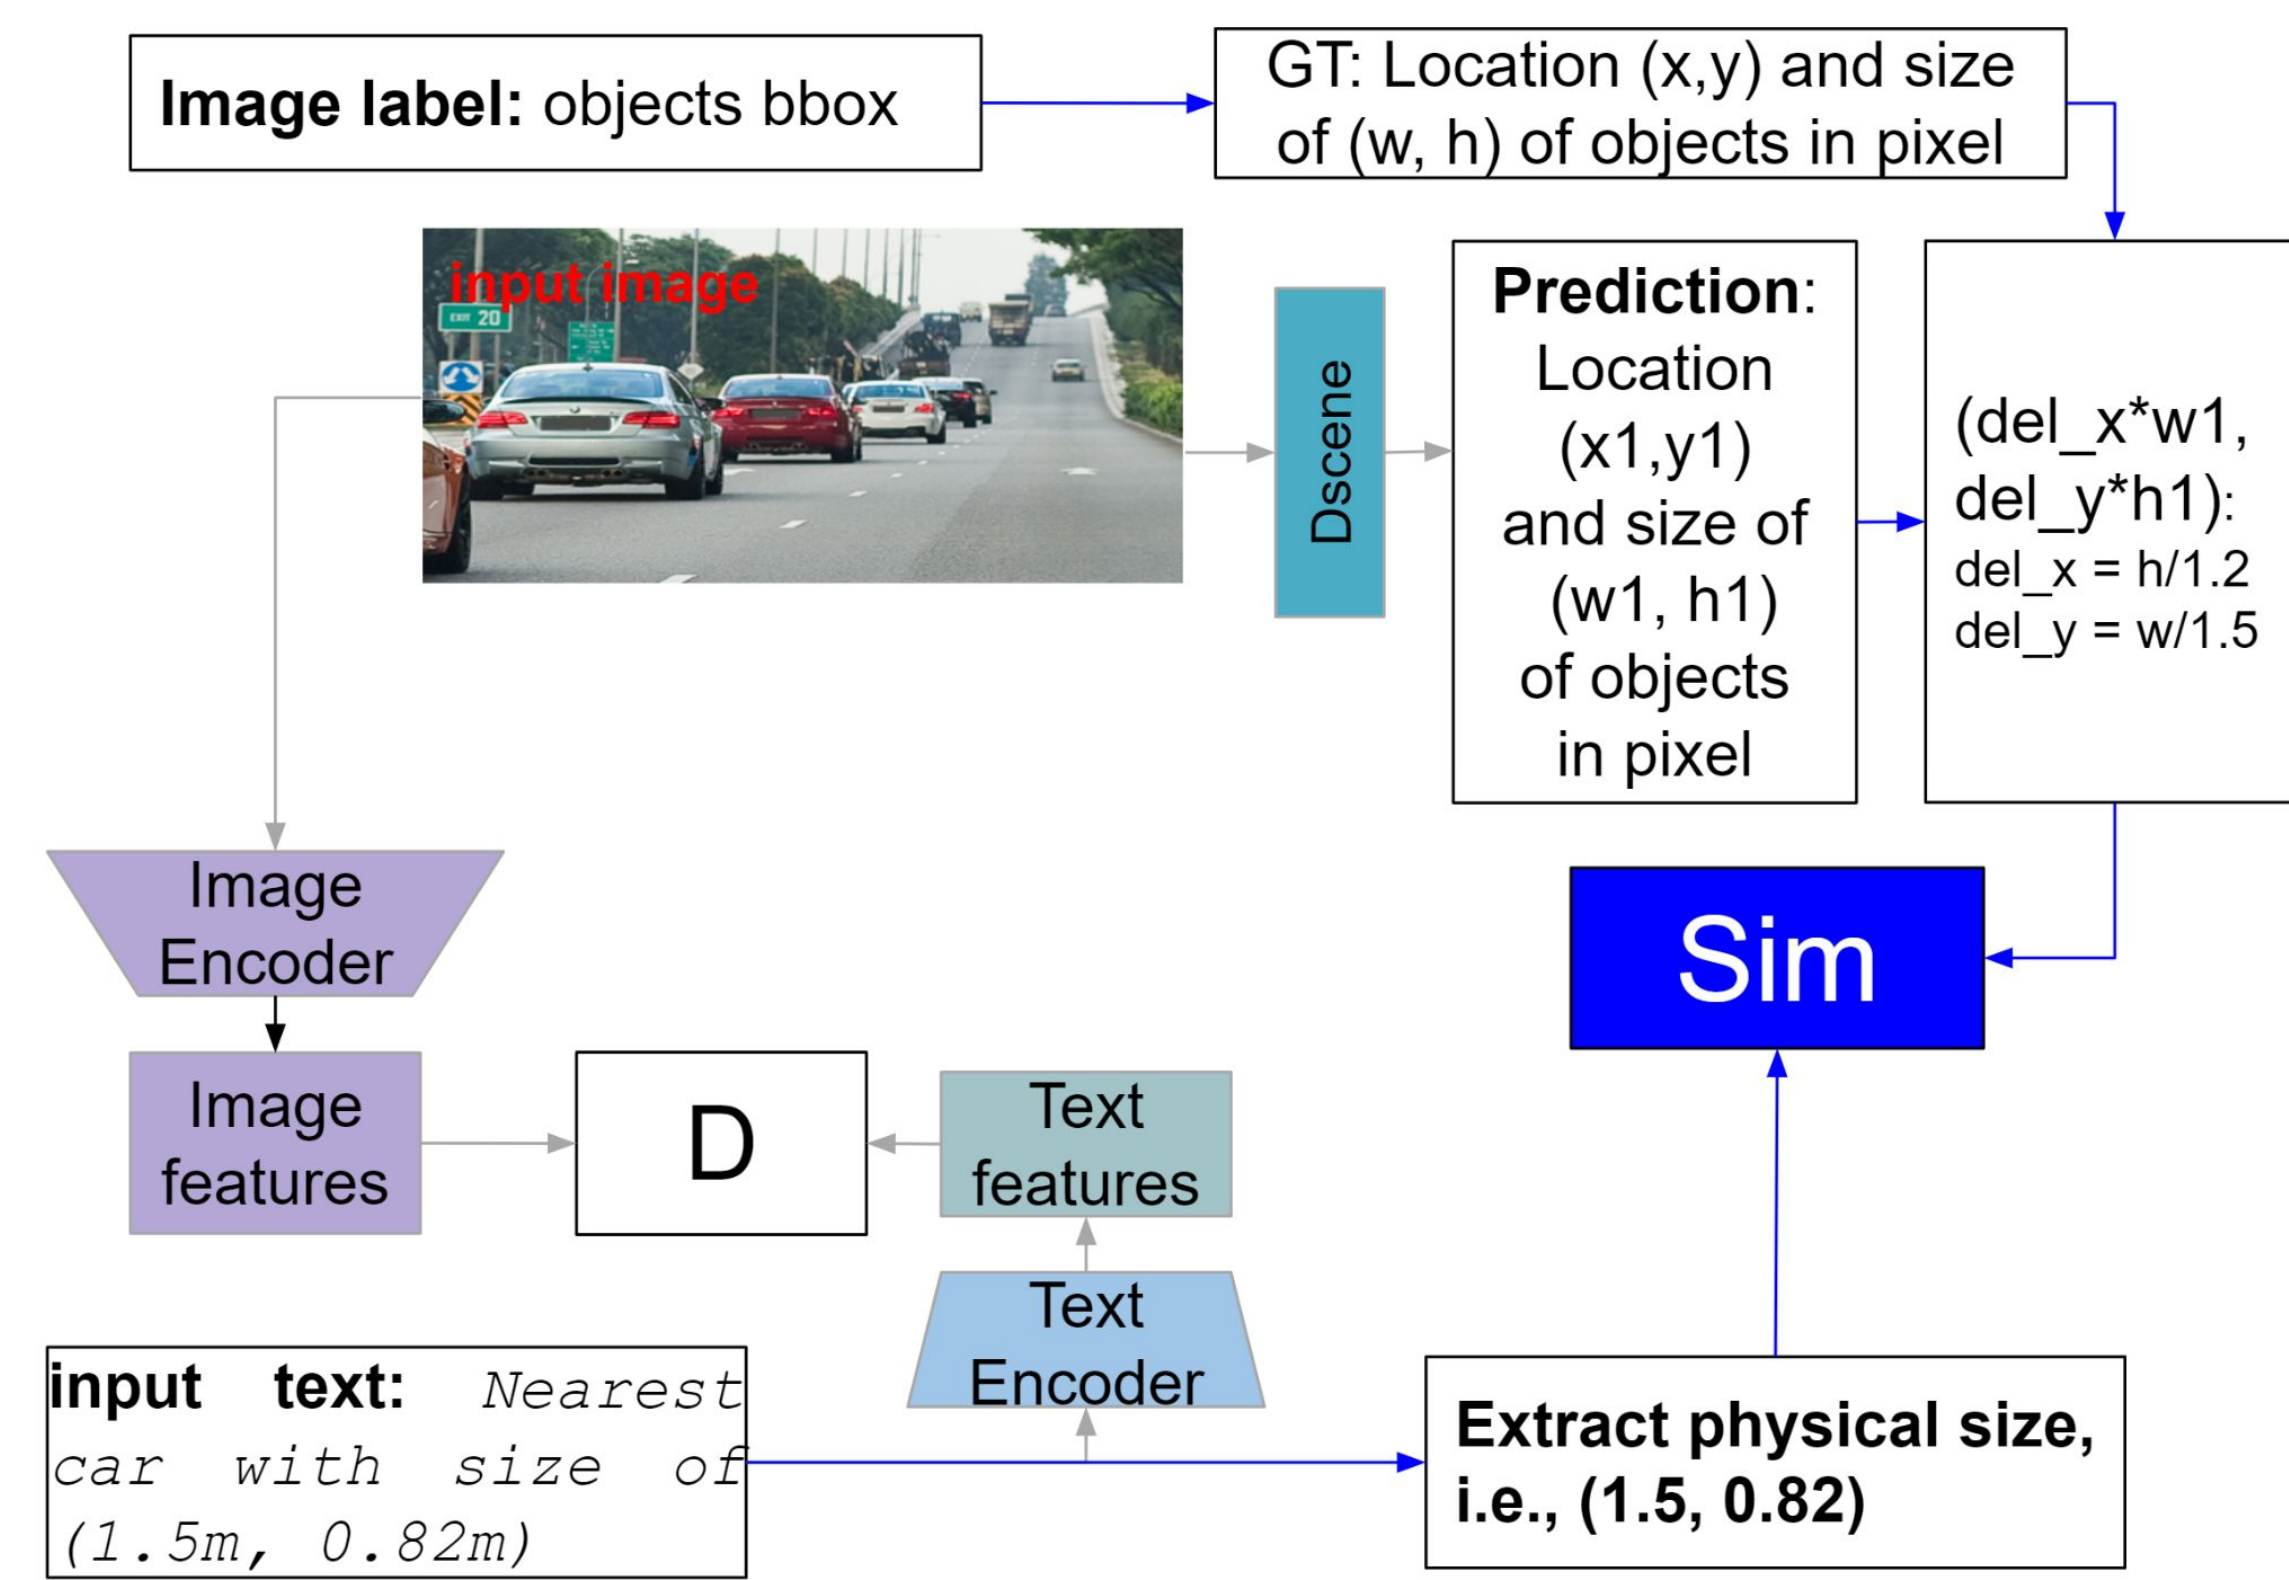 Image label: objects bbox
GT: Location (x,y) and size
of (w, h) of objects in pixel
input image
EXIT 20
Dscene
Prediction:
Location
(x1,y1)
and size of
(w1, h1)
of objects
in pixel
(del_x*w1,
del_y*h1):
del_x = h/1.2
del_y = w/1.5
Image
Encoder
Sim
Image
features
D
Text
features
Text
Encoder
input text: Nearest
car with size of
(1.5m, 0.82m)
Extract physical size,
i.e., (1.5, 0.82)